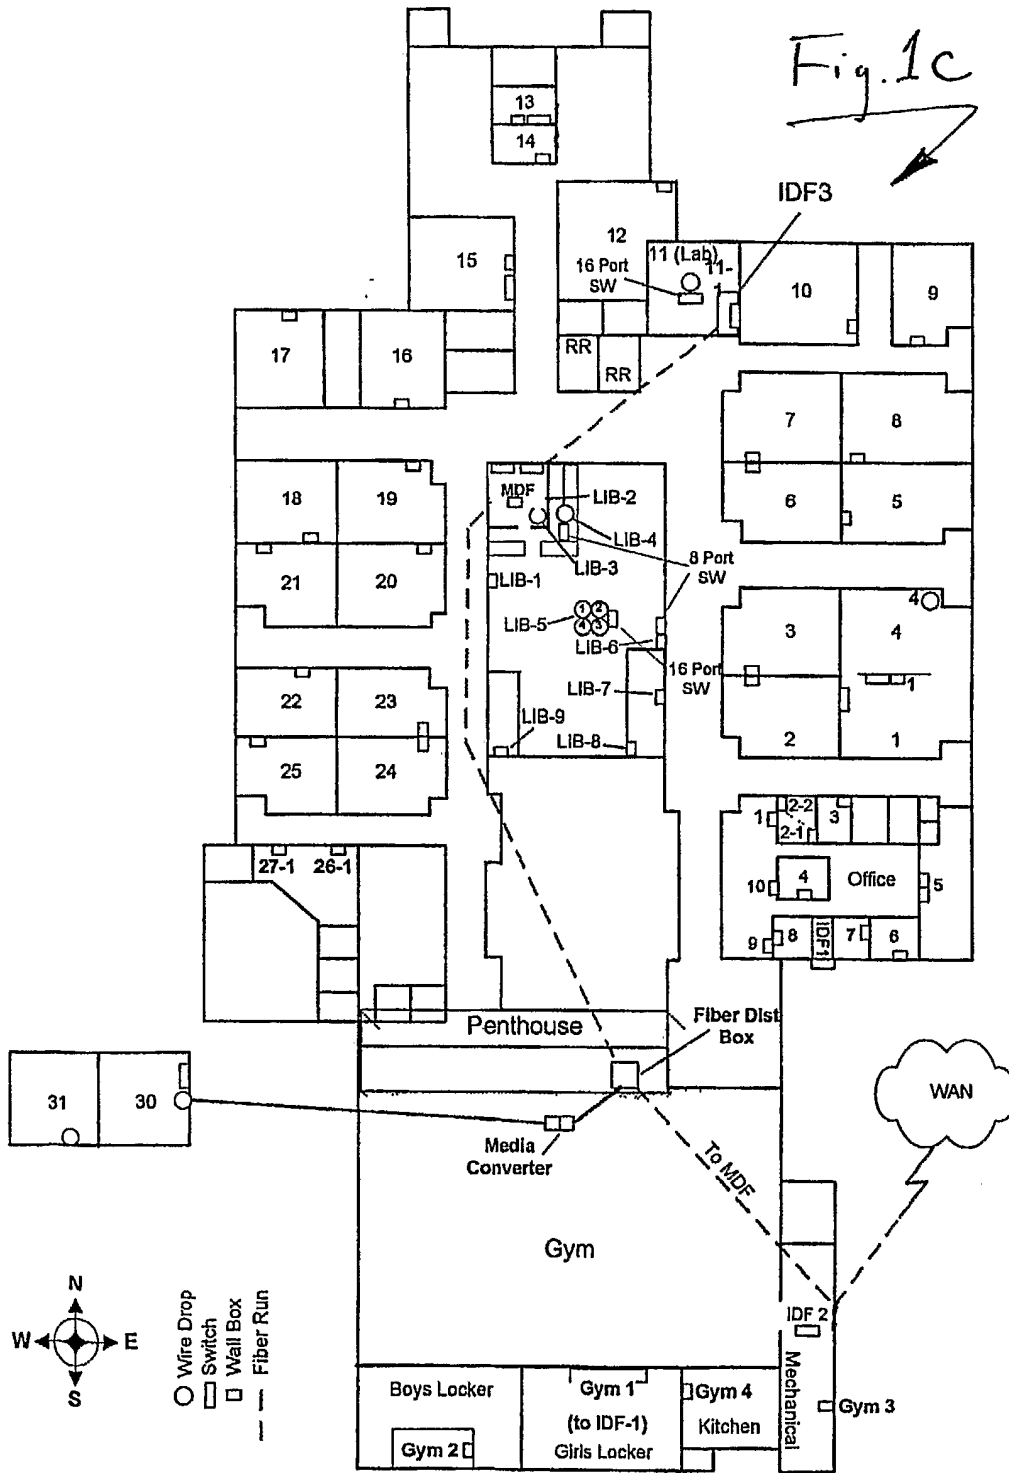 Fig. 1c
13
14
IDF3
15
12
11 (Lab)
16 Port
SW
11-
1
10
9
17
16
RR
RR
7
8
18
19
MDF
LIB-2
6
5
LIB-4
LIB-3
8 Port
SW
21
20
LIB-1
LIB-5
1
2
4
3
LIB-6
16 Port
SW
3
4
4
22
23
LIB-7
1
LIB-9
LIB-8
25
24
2
1
1
2-2
2-1
3
27-1
26-1
10
4
Office
5
9
8
IDF1
7
6
Penthouse
Fiber Dist
Box
WAN
31
30
Media
Converter
To MDF
Gym
N
W
E
S
Wire Drop
Switch
Wall Box
Fiber Run
IDF 2
Mechanical
Boys Locker
Gym 1
Gym 4
Gym 3
(to IDF-1)
Kitchen
Gym 2
Girls Locker